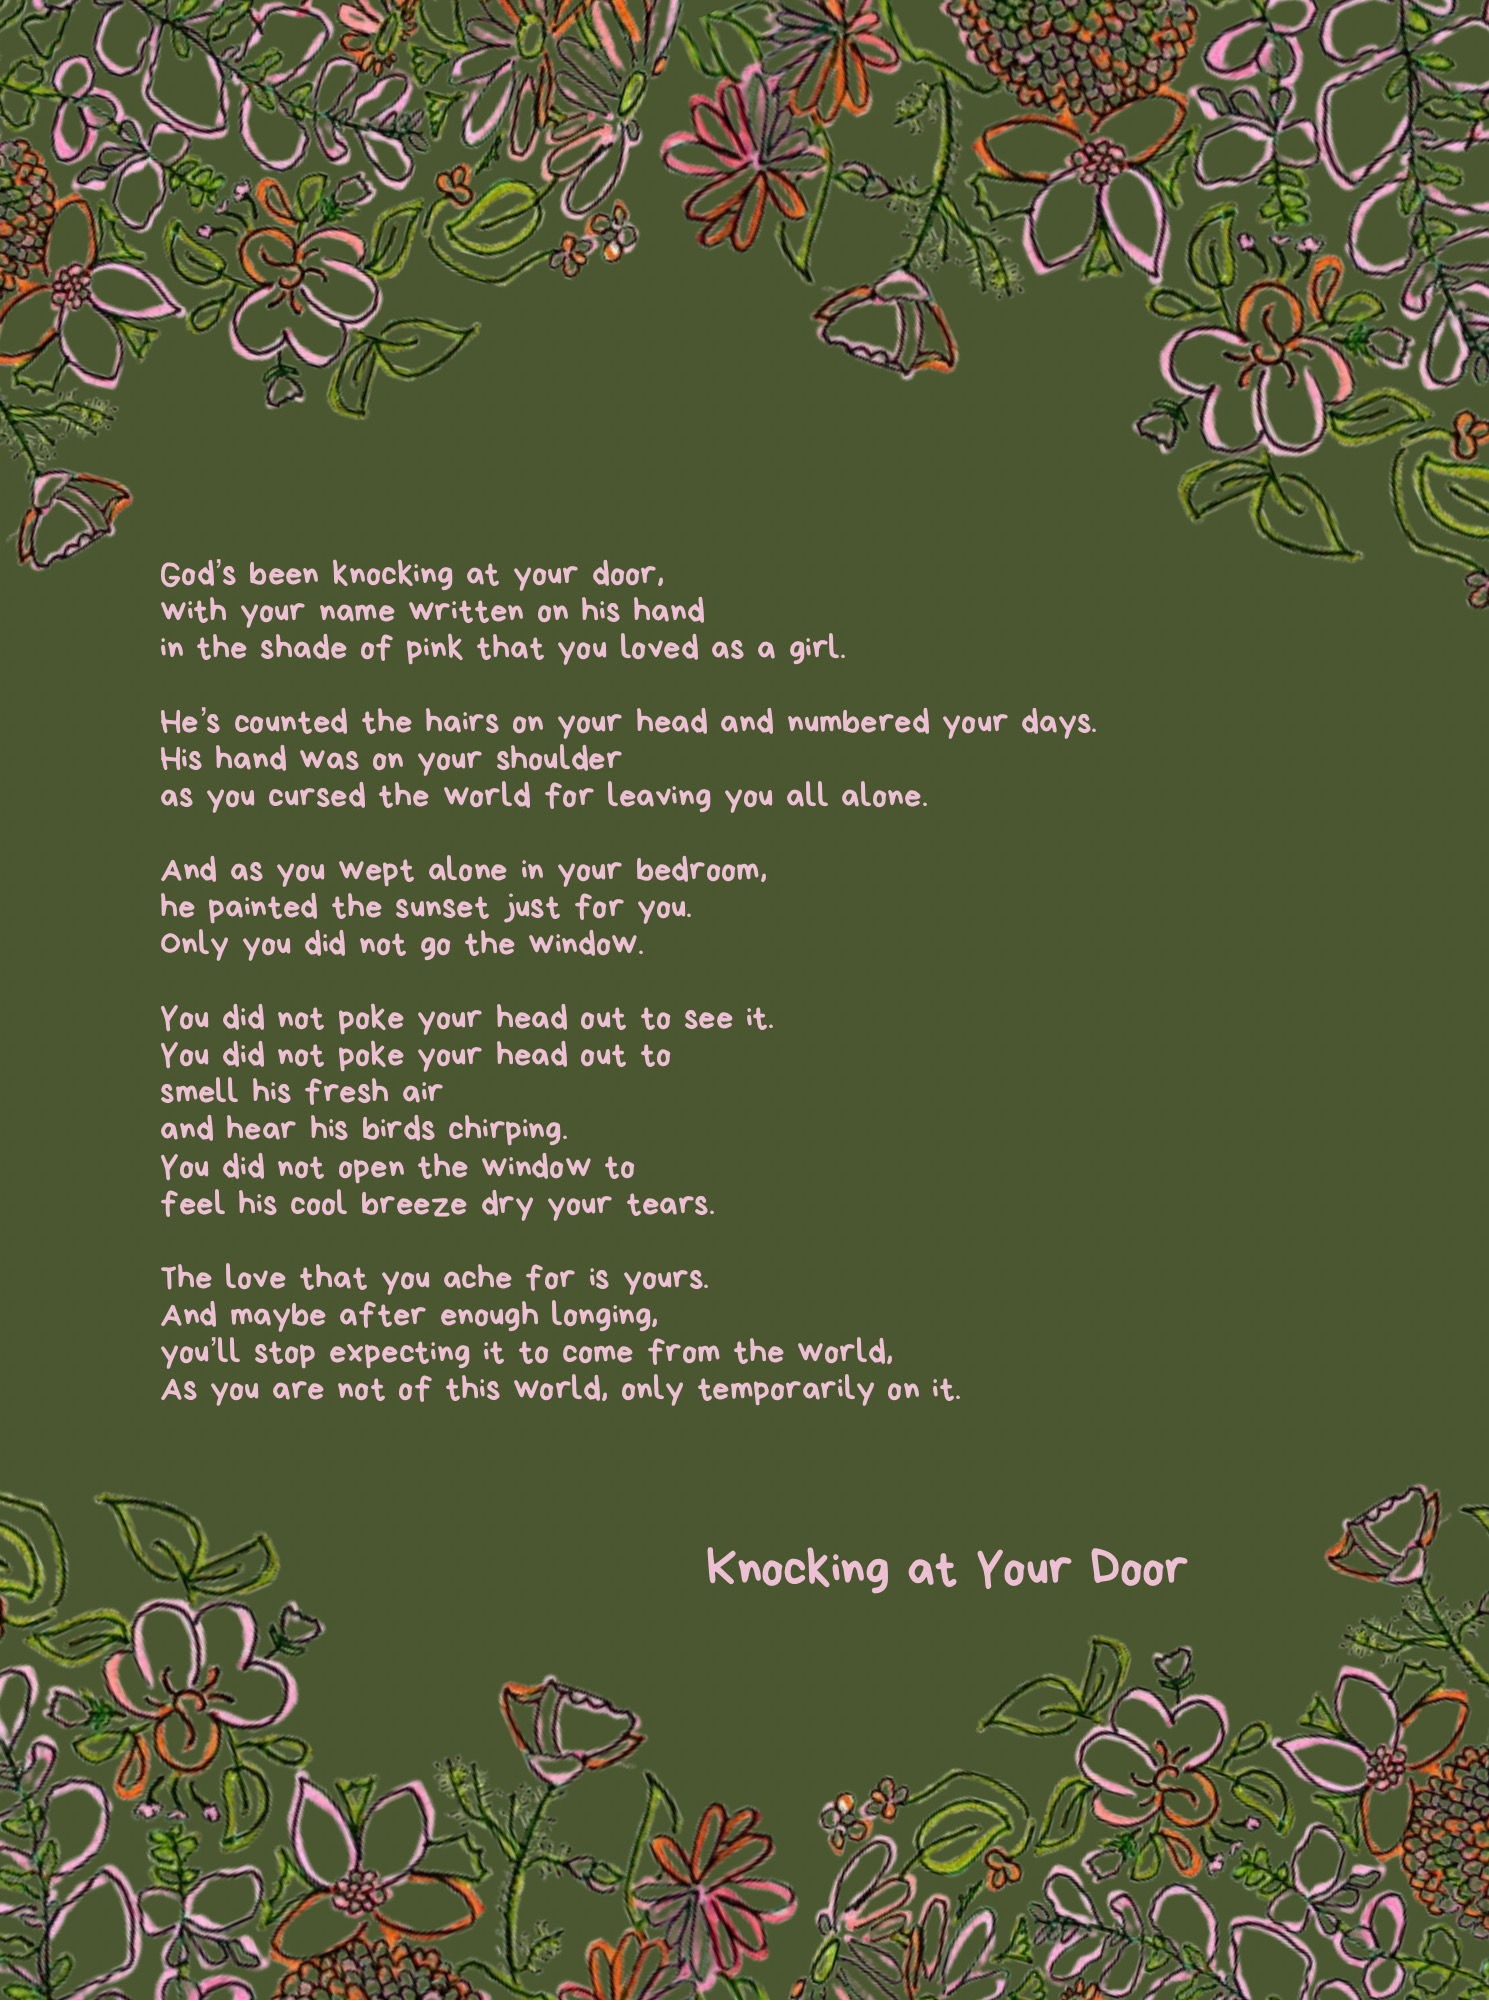 God's been knocking at your door,
with your name written on his hand
in the shade of pink that you loved as a girl.
He's counted the hairs on your head and numbered your days.
His hand was on your shoulder
as you cursed the world for leaving you all alone.
And as you wept alone in your bedroom,
he painted the sunset just for you.
Only you did not go the window.
You did not poke your head out to see it.
You did not poke your head out to
smell his fresh air
and hear his birds chirping.
You did not open the window to
feel his cool breeze dry your tears.
The love that you ache for is yours.
And maybe after enough longing,
you'll stop expecting it to come from the world,
As you are not of this world, only temporarily on it.
Knocking at Your Door